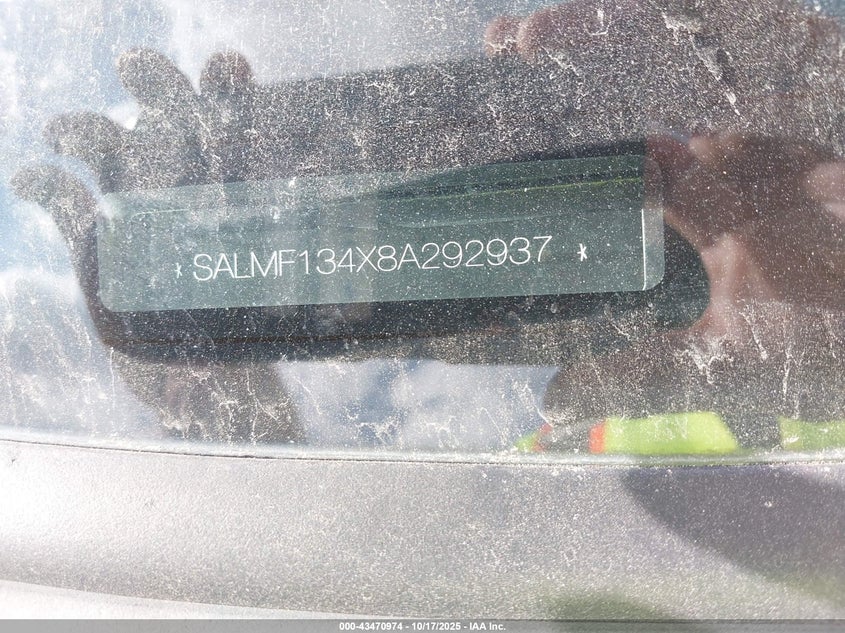 * SALMF134X8A292937 *
000-43470974 - 10/17/2025 - IAA Inc.